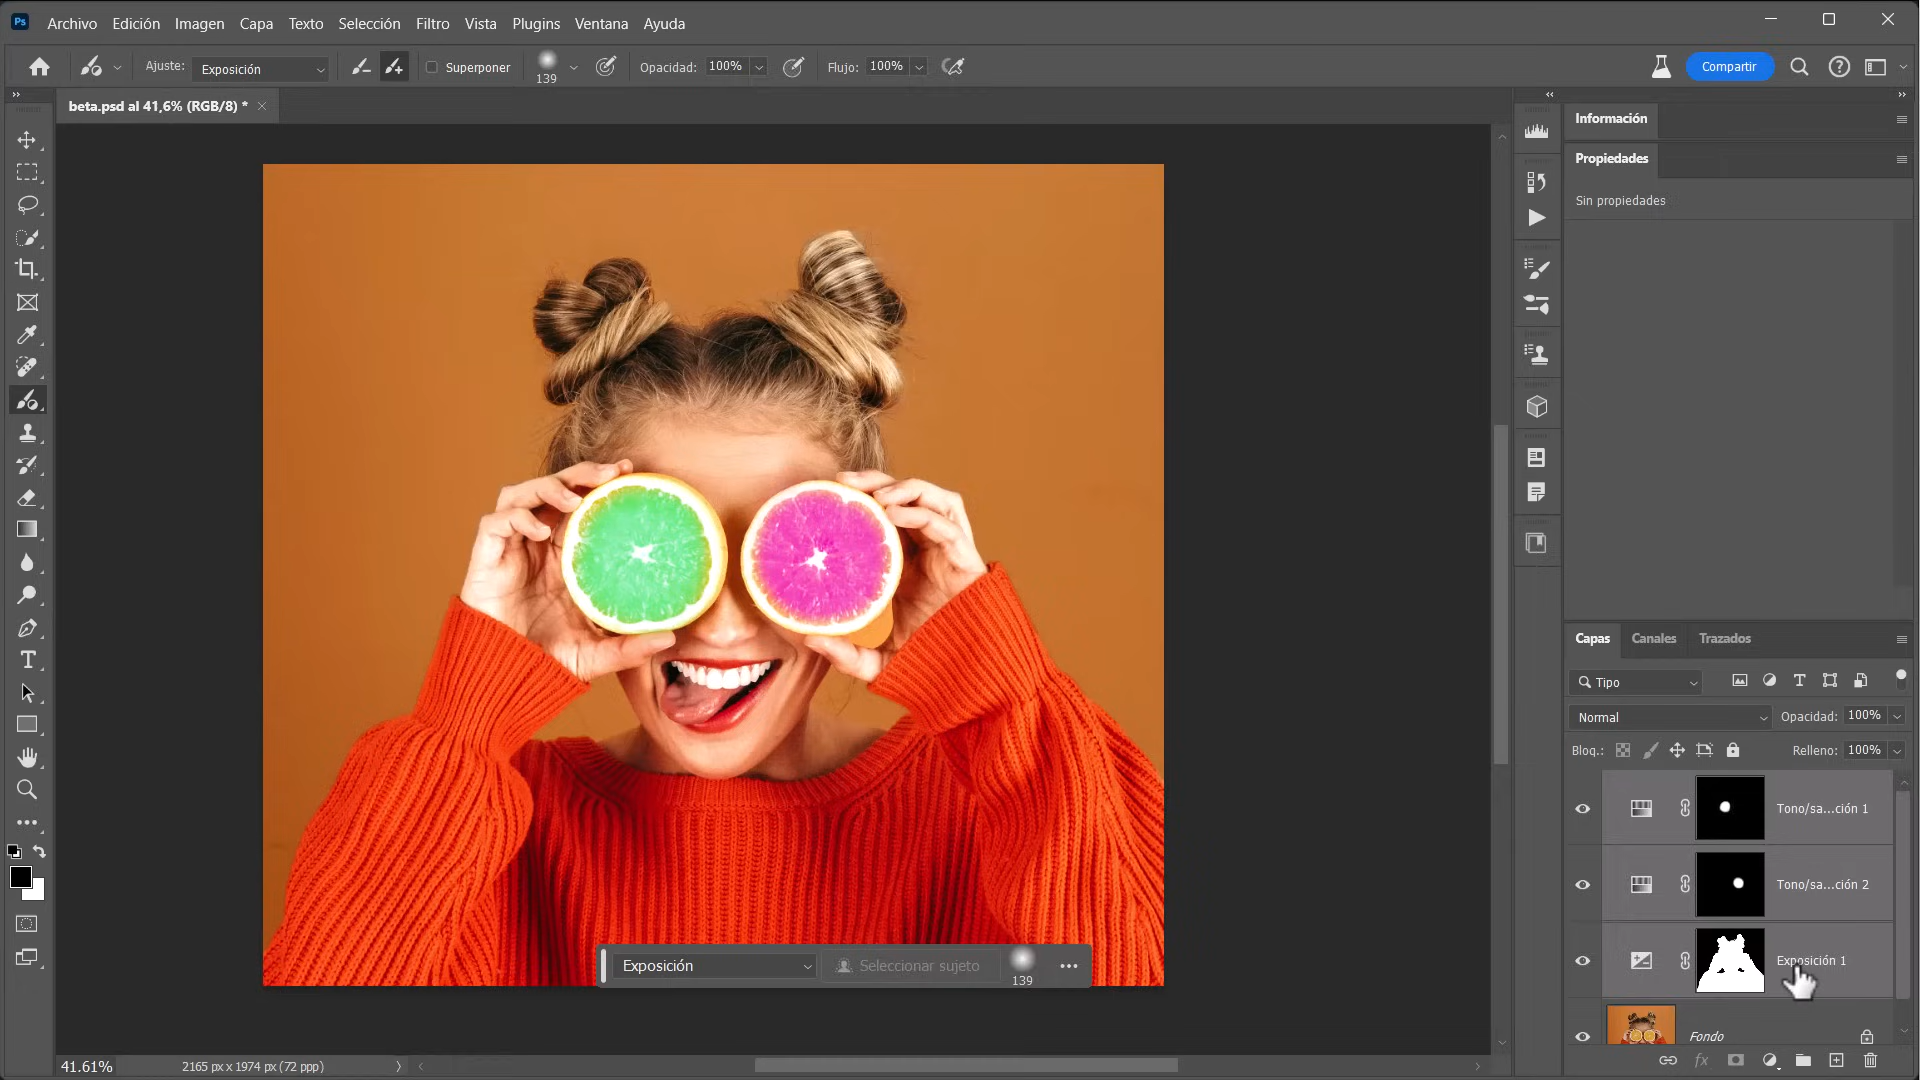 Ps Archivo Edición Imagen Capa Texto Selección Filtro Vista Plugins Ventana Ayuda
Ajuste: Exposición Superponer 139 Opacidad: 100% Flujo: 100% Compartir
beta.psd al 41,6% (RGB/8) *
Información
Propiedades
Sin propiedades
Capas Canales Trazados
Tipo
Normal Opacidad: 100%
Bloq.: Relleno: 100%
Tono/sa...ción 1
Tono/sa...ción 2
Exposición 1
Fondo
Exposición Seleccionar sujeto 139
41.61% 2165 px x 1974 px (72 ppp)